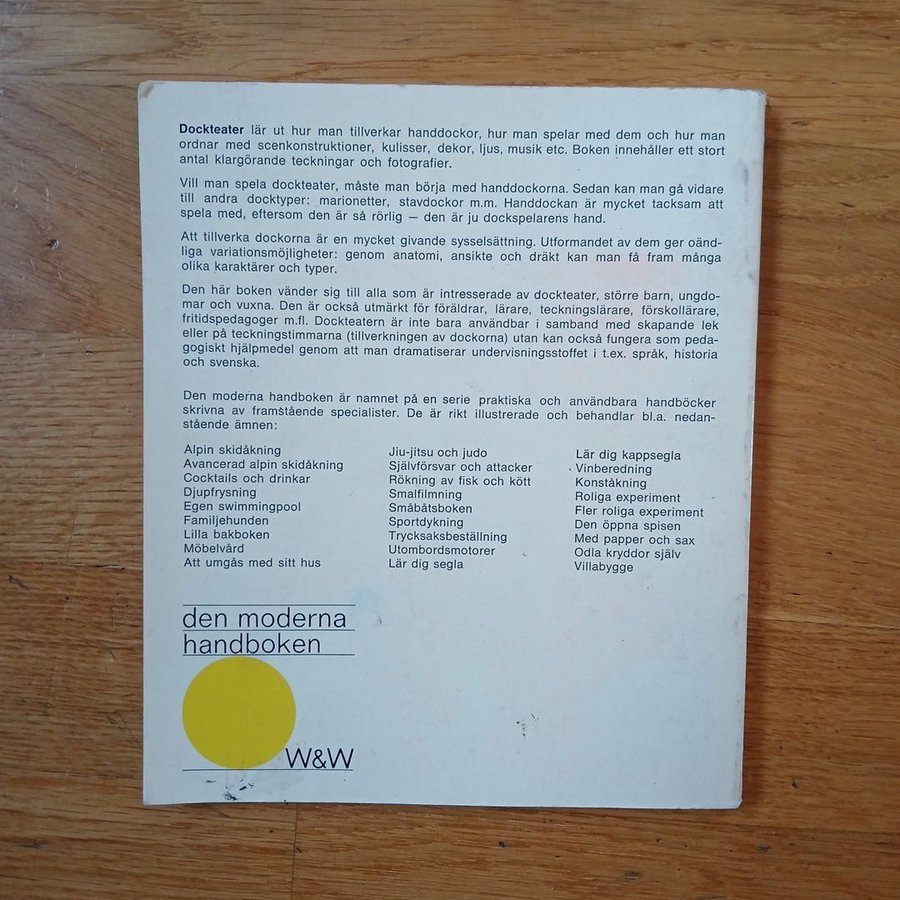 Dockteater lär ut hur man tillverkar handdockor, hur man spelar med dem och hur man
ordnar med scenkonstruktioner, kulisser, dekor, ljus, musik etc. Boken innehåller ett stort
antal klargörande teckningar och fotografier.
Vill man spela dockteater, måste man börja med handdockorna. Sedan kan man gå vidare
till andra docktyper: marionetter, stavdockor m.m. Handdockan är mycket tacksam att
spela med, eftersom den är så rörlig — den är ju dockspelarens hand.
Att tillverka dockorna är en mycket givande sysselsättning. Utformandet av dem ger oänd-
liga variationsmöjligheter: genom anatomi, ansikte och dräkt kan man få fram många
olika karaktärer och typer.
Den här boken vänder sig till alla som är intresserade av dockteater, större barn, ungdo-
mar och vuxna. Den är också utmärkt för föräldrar, lärare, teckningslärare, förskollärare,
fritidspedagoger m.fl. Dockteatern är inte bara användbar i samband med skapande lek
eller på teckningstimmarna (tillverkningen av dockorna) utan kan också fungera som peda-
gogiskt hjälpmedel genom att man dramatiserar undervisningsstoffet i t.ex. språk, historia
och svenska.
Den moderna handboken är namnet på en serie praktiska och användbara handböcker
skrivna av framstående specialister. De är rikt illustrerade och behandlar bl.a. nedan-
stående ämnen:
Alpin skidåkning
Avancerad alpin skidåkning
Cocktails och drinkar
Djupfrysning
Egen swimmingpool
Familjehunden
Lilla bakboken
Möbelvård
Att umgås med sitt hus
Jiu-jitsu och judo
Självförsvar och attacker
Rökning av fisk och kött
Smalfilmning
Småbåtsboken
Sportdykning
Trycksaksbeställning
Utombordsmotorer
Lär dig segla
Lär dig kappsegla
Vinberedning
Konståkning
Roliga experiment
Fler roliga experiment
Den öppna spisen
Med papper och sax
Odla kryddor själv
Villabygge
den moderna
handboken
W&W